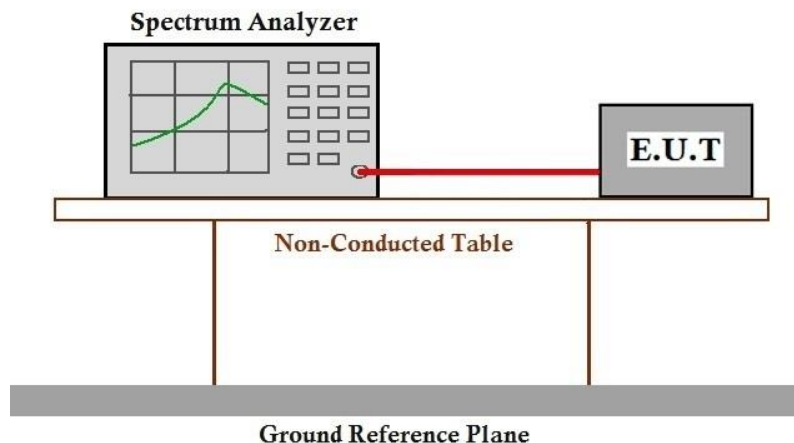 Spectrum Analyzer
E.U.T
Non-Conducted Table
Ground Reference Plane